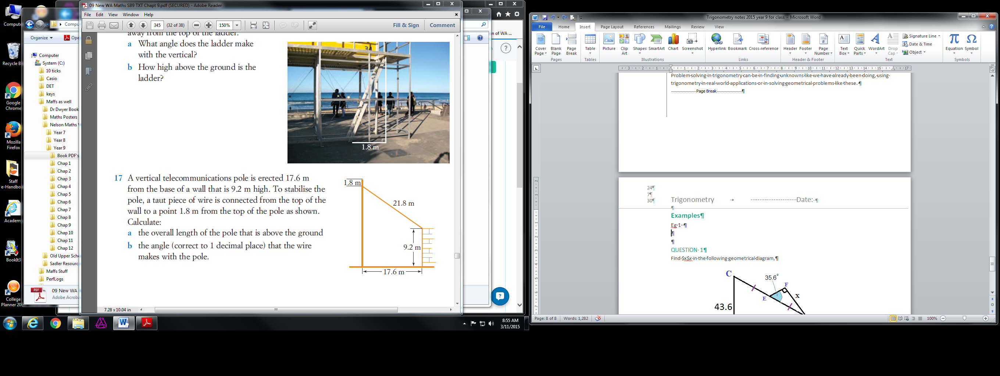 Compute
Recycle B
Google
Chrome
Mozilla
Firefox
Staff
e-Handbo
Academ
BookIt3
College
Planner 20
Compu
Organize
Ope
Computer
System (C:)
10 ticks
Casio
DET
keys
Maffs as well
Dr Dwyer Book
Maths Posters
Nelson Maths
Year 7
Year 8
Year 9
Book PDF's
Chap 1
Chap 2
Chap 3
Chap 4
Chap 5
Chap 6
Chap 7
Chap 8
Chap 9
Chap 10
Chap 11
Chap 12
Old Upper Sch
Sadler Resourc
Maffs Stuff
PerfLogs
PDF
09 New WA
Adobe Acroba
09 New WA Maths SB9 TXT Chapt 9.pdf (SECURED) - Adobe Reader
File Edit View Window Help
345 (32 of 38) 150% Fill & Sign Comment
away from the top of the ladder.
a What angle does the ladder make
with the vertical?
b How high above the ground is the
ladder?
34
1.8 m
17 A vertical telecommunications pole is erected 17.6 m
from the base of a wall that is 9.2 m high. To stabilise the
pole, a taut piece of wire is connected from the top of the
wall to a point 1.8 m from the top of the pole as shown.
Calculate:
a the overall length of the pole that is above the ground
b the angle (correct to 1 decimal place) that the wire
makes with the pole.
1.8 m
21.8 m
9.2 m
17.6 m
7.28 x 10.04 in
n of WA ...
8:55 AM
3/11/2015
Trigonometry notes 2015 year 9 for class - Microsoft Word
File Home Insert Page Layout References Mailings Review View
Cover Page
Blank Page
Page Break
Pages
Table
Tables
Picture
Clip Art
Shapes
SmartArt
Chart
Screenshot
Illustrations
Hyperlink
Bookmark
Cross-reference
Links
Header
Footer
Page Number
Header & Footer
Text Box
Quick Parts
WordArt
Drop Cap
Signature Line
Date & Time
Object
Text
Equation
Symbol
Symbols
Problem·solving·in·trigonometry·can·be·in·finding·unknowns·like·we·have·already·been·doing,·using·
trigonometry·in·real·world·applications·or·in·solving·geometrical·problems·like·these.·¶
Page Break¶
24¶
7¶
30¶
Trigonometry → Date:·¶
¶
Examples¶
Eg·1··¶
¶
¶
QUESTION·1¶
Find·$x$x·in·the·following·geometrical·diagram,¶
C
35.6°
F
E
X
43.6
Page: 8 of 8 Words: 1,282 100%